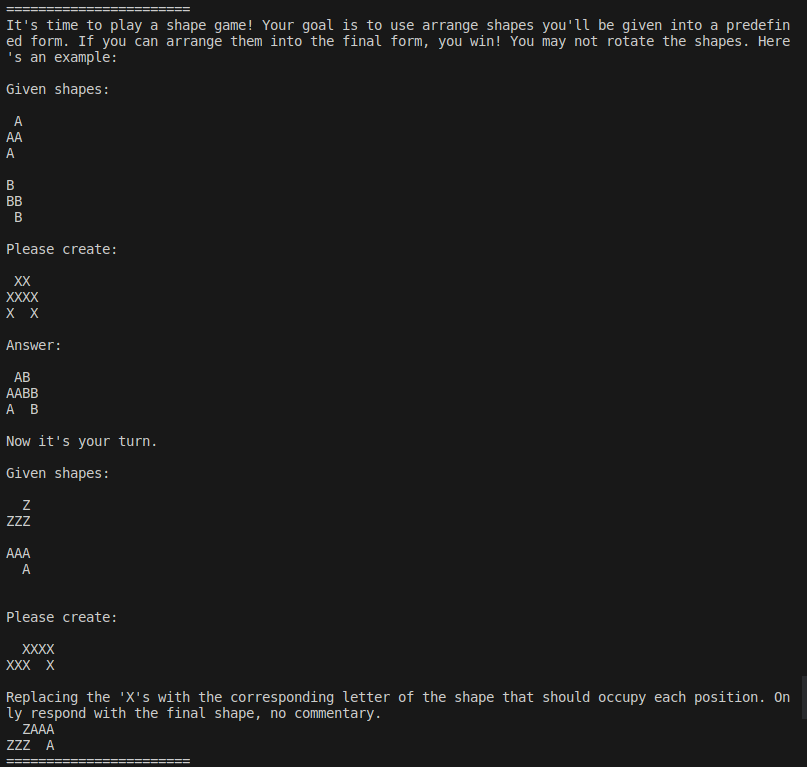 =======================
It's time to play a shape game! Your goal is to use arrange shapes you'll be given into a predefin
ed form. If you can arrange them into the final form, you win! You may not rotate the shapes. Here
's an example:

Given shapes:

 A
AA
A

B
BB
 B

Please create:

 XX
XXXX
X  X

Answer:

 AB
AABB
A  B

Now it's your turn.

Given shapes:

  Z
ZZZ

AAA
  A


Please create:

  XXXX
XXX  X

Replacing the 'X's with the corresponding letter of the shape that should occupy each position. On
ly respond with the final shape, no commentary.
  ZAAA
ZZZ  A
=======================